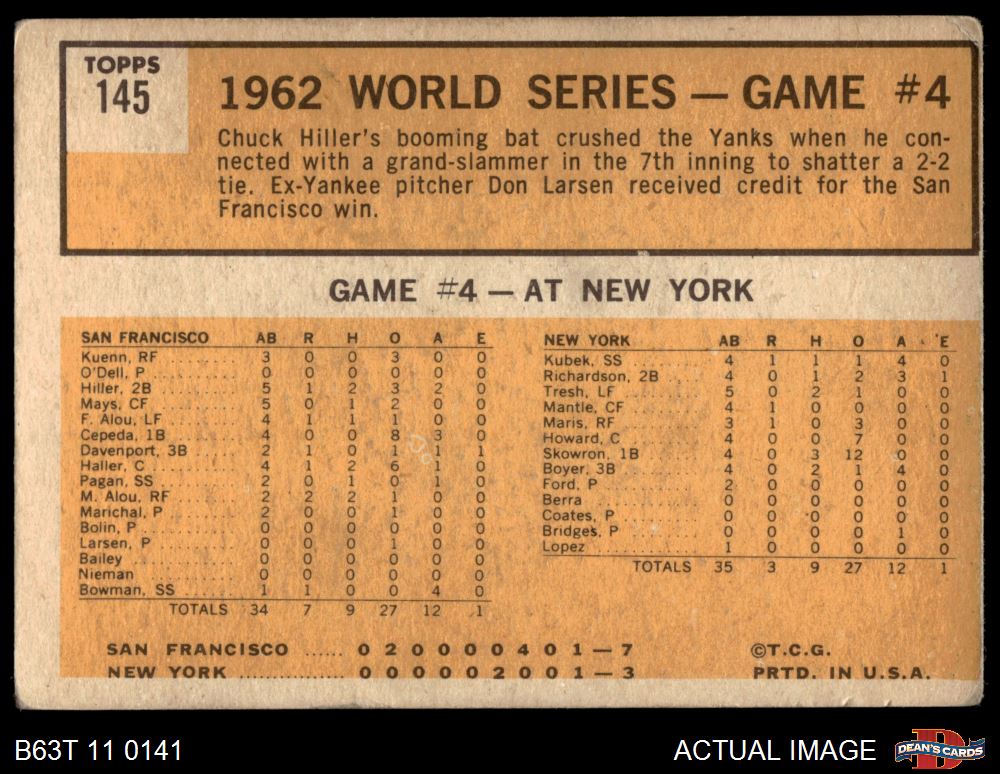 TOPPS
145
1962 WORLD SERIES — GAME #4
Chuck Hiller's booming bat crushed the Yanks when he con-
nected with a grand-slammer in the 7th inning to shatter a 2-2
tie. Ex-Yankee pitcher Don Larsen received credit for the San
Francisco win.
GAME #4 — AT NEW YORK
SAN FRANCISCO AB R H O A E
Kuenn, RF ........ 3 0 0 3 0 0
O'Dell, P ........ 0 0 0 0 0 0
Hiller, 2B ........ 5 1 2 3 2 0
Mays, CF ........ 5 0 1 2 0 0
F. Alou, LF ........ 4 1 1 1 0 0
Cepeda, 1B ........ 4 0 0 8 3 0
Davenport, 3B ..... 2 1 0 1 1 1
Haller, C ........ 4 1 2 6 1 0
Pagan, SS ........ 2 0 1 0 1 0
M. Alou, RF ....... 2 2 2 1 0 0
Marichal, P ....... 2 0 0 1 0 0
Bolin, P ........ 0 0 0 0 0 0
Larsen, P ........ 0 0 0 1 0 0
Bailey ........ 0 0 0 0 0 0
Nieman ........ 0 0 0 0 0 0
Bowman, SS ....... 1 1 0 0 4 0
TOTALS 34 7 9 27 12 1
NEW YORK AB R H O A E
Kubek, SS ........ 4 1 1 1 4 0
Richardson, 2B .... 4 0 1 2 3 1
Tresh, LF ........ 5 0 2 1 0 0
Mantle, CF ........ 4 1 0 0 0 0
Maris, RF ........ 3 1 0 3 0 0
Howard, C ........ 4 0 0 7 0 0
Skowron, 1B ....... 4 0 3 12 0 0
Boyer, 3B ........ 4 0 2 1 4 0
Ford, P ........ 2 0 0 0 0 0
Berra ........ 0 0 0 0 0 0
Coates, P ........ 0 0 0 0 0 0
Bridges, P ........ 0 0 0 0 1 0
Lopez ........ 1 0 0 0 0 0
TOTALS 35 3 9 27 12 1
SAN FRANCISCO ...... 0 2 0 0 0 0 4 0 1 — 7
NEW YORK ............... 0 0 0 0 0 2 0 0 1 — 3
©T.C.G.
PRTD. IN U.S.A.
B63T 11 0141
ACTUAL IMAGE
DEAN'S CARDS